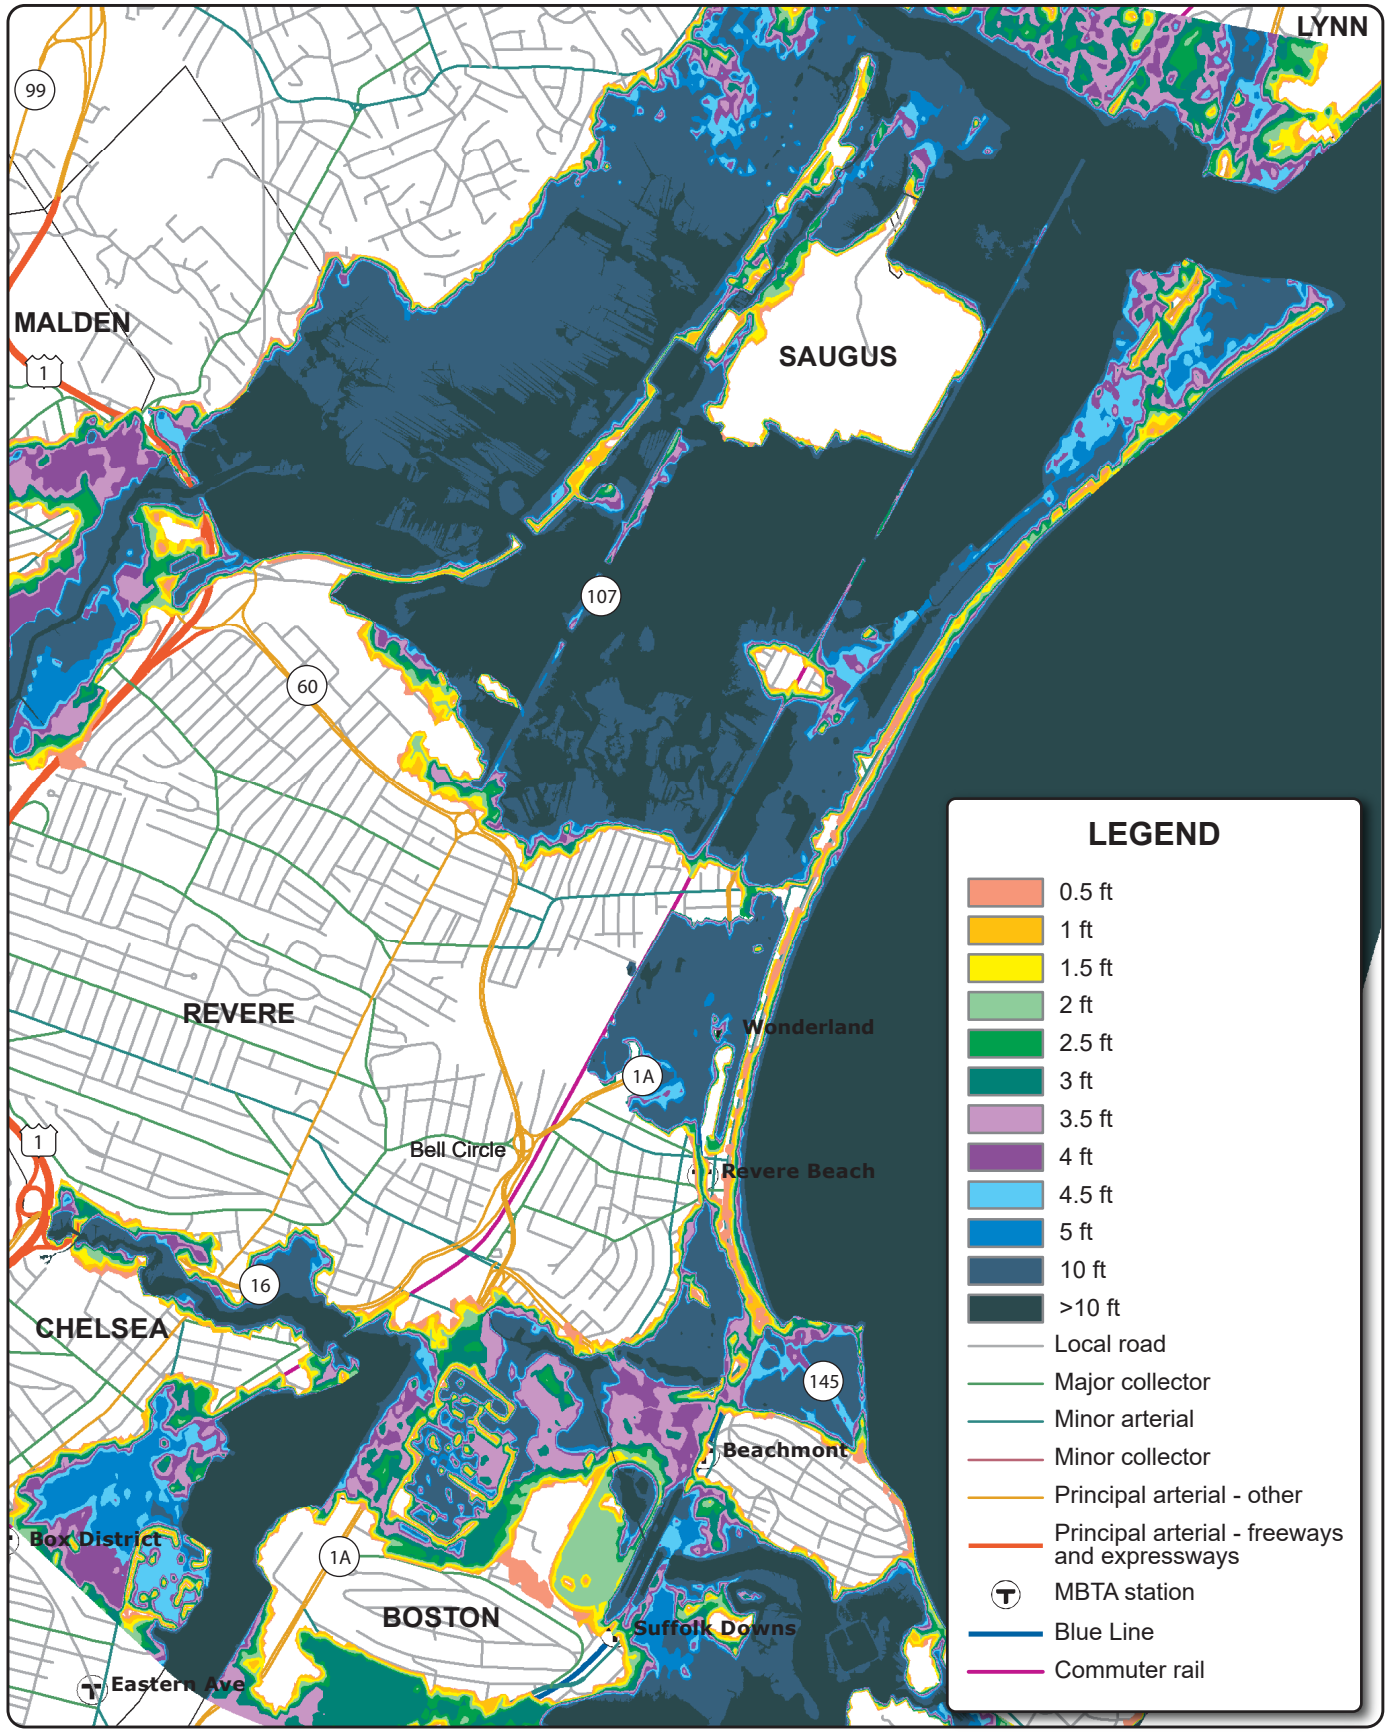 LYNN
99
MALDEN
1
SAUGUS
107
60
LEGEND
0.5 ft
1 ft
1.5 ft
2 ft
2.5 ft
3 ft
3.5 ft
4 ft
4.5 ft
5 ft
10 ft
>10 ft
Local road
Major collector
Minor arterial
Minor collector
Principal arterial - other
Principal arterial - freeways
and expressways
T MBTA station
Blue Line
Commuter rail
REVERE
Wonderland
1A
1
Bell Circle
Revere Beach
16
CHELSEA
145
Beachmont
Box District
1A
BOSTON
Suffolk Downs
T Eastern Ave